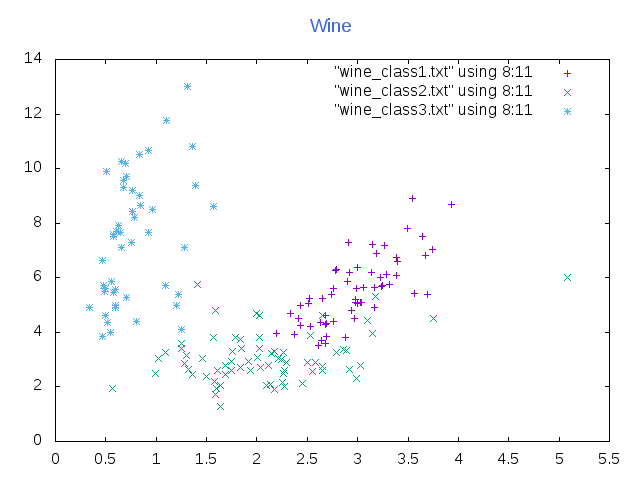 Wine
14
12
10
8
6
4
2
0
"wine_class1.txt" using 8:11
"wine_class2.txt" using 8:11
"wine_class3.txt" using 8:11
0 0.5 1 1.5 2 2.5 3 3.5 4 4.5 5 5.5